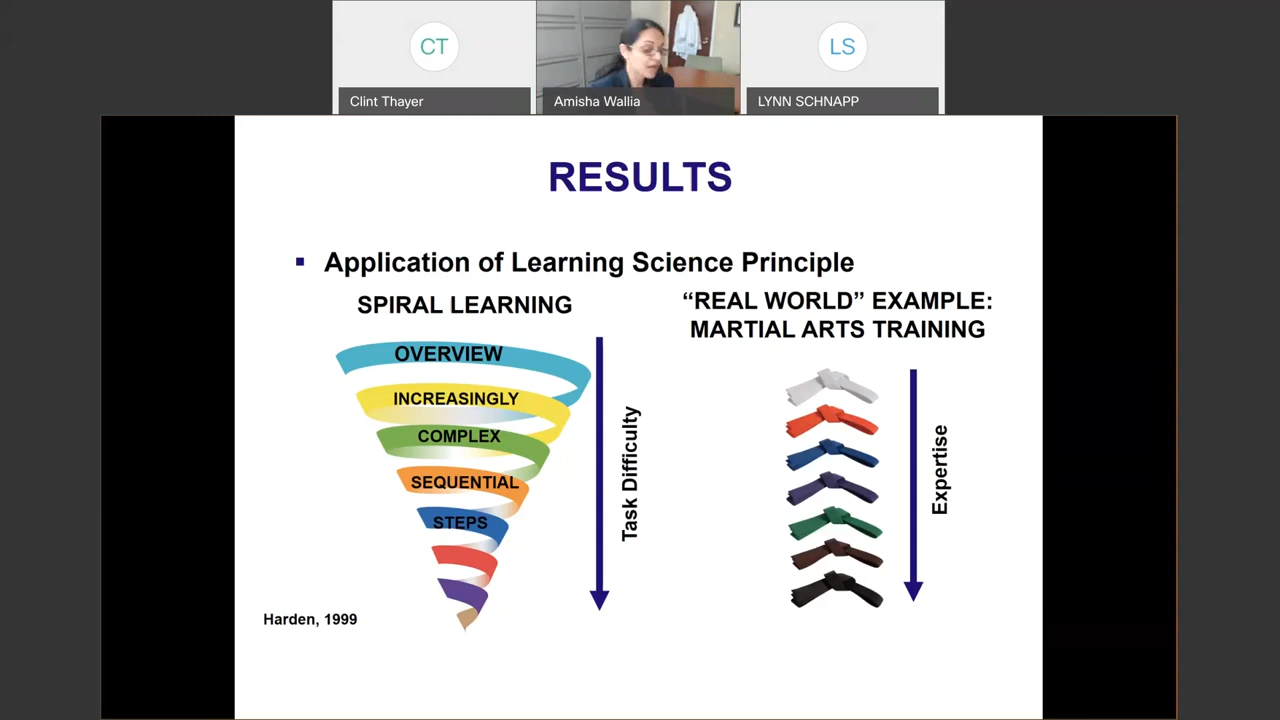 CT
LS
Clint Thayer
Amisha Wallia
LYNN SCHNAPP
RESULTS
▪ Application of Learning Science Principle
SPIRAL LEARNING
“REAL WORLD” EXAMPLE:
MARTIAL ARTS TRAINING
OVERVIEW
INCREASINGLY
COMPLEX
SEQUENTIAL
STEPS
Task Difficulty
Expertise
Harden, 1999